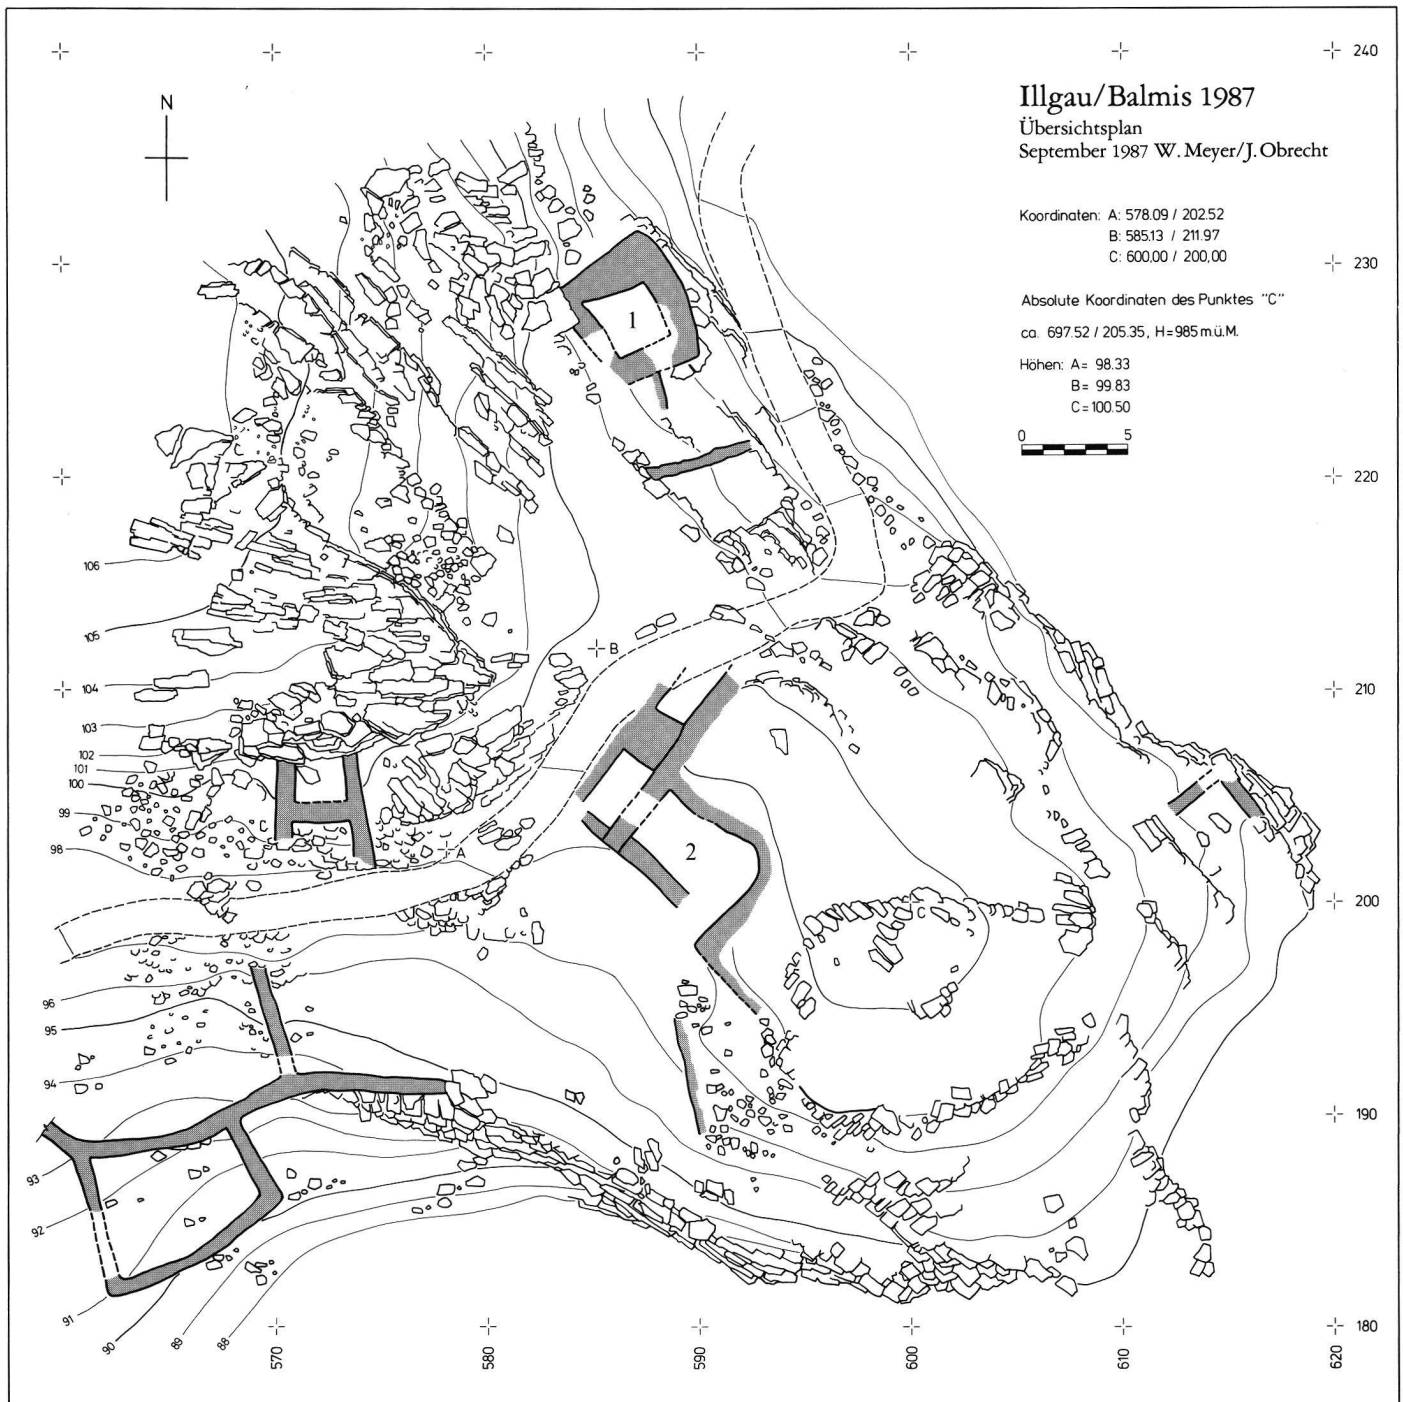 240
N
Illgau/Balmis 1987
Übersichtsplan
September 1987 W. Meyer/J. Obrecht
Koordinaten: A: 578.09 / 202.52
B: 585.13 / 211.97
C: 600,00 / 200,00
230
Absolute Koordinaten des Punktes "C"
ca. 697.52 / 205.35, H=985 m.ü.M.
Höhen: A= 98.33
B= 99.83
C=100.50
0 5
1
220
106
105
B
104
210
103
102
101
100
99
98
A
2
C
200
96
95
94
190
93
92
91
90
89
88
180
570
580
590
600
610
620